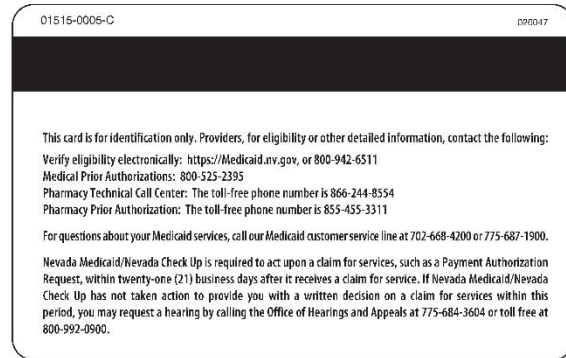 01515-0005-C 026047
This card is for identification only. Providers, for eligibility or other detailed information, contact the following:
Verify eligibility electronically: https://Medicaid.nv.gov, or 800-942-6511
Medical Prior Authorizations: 800-525-2395
Pharmacy Technical Call Center: The toll-free phone number is 866-244-8554
Pharmacy Prior Authorization: The toll-free phone number is 855-455-3311
For questions about your Medicaid services, call our Medicaid customer service line at 702-668-4200 or 775-687-1900.
Nevada Medicaid/Nevada Check Up is required to act upon a claim for services, such as a Payment Authorization
Request, within twenty-one (21) business days after it receives a claim for service. If Nevada Medicaid/Nevada
Check Up has not taken action to provide you with a written decision on a claim for services within this
period, you may request a hearing by calling the Office of Hearings and Appeals at 775-684-3604 or toll free at
800-992-0900.